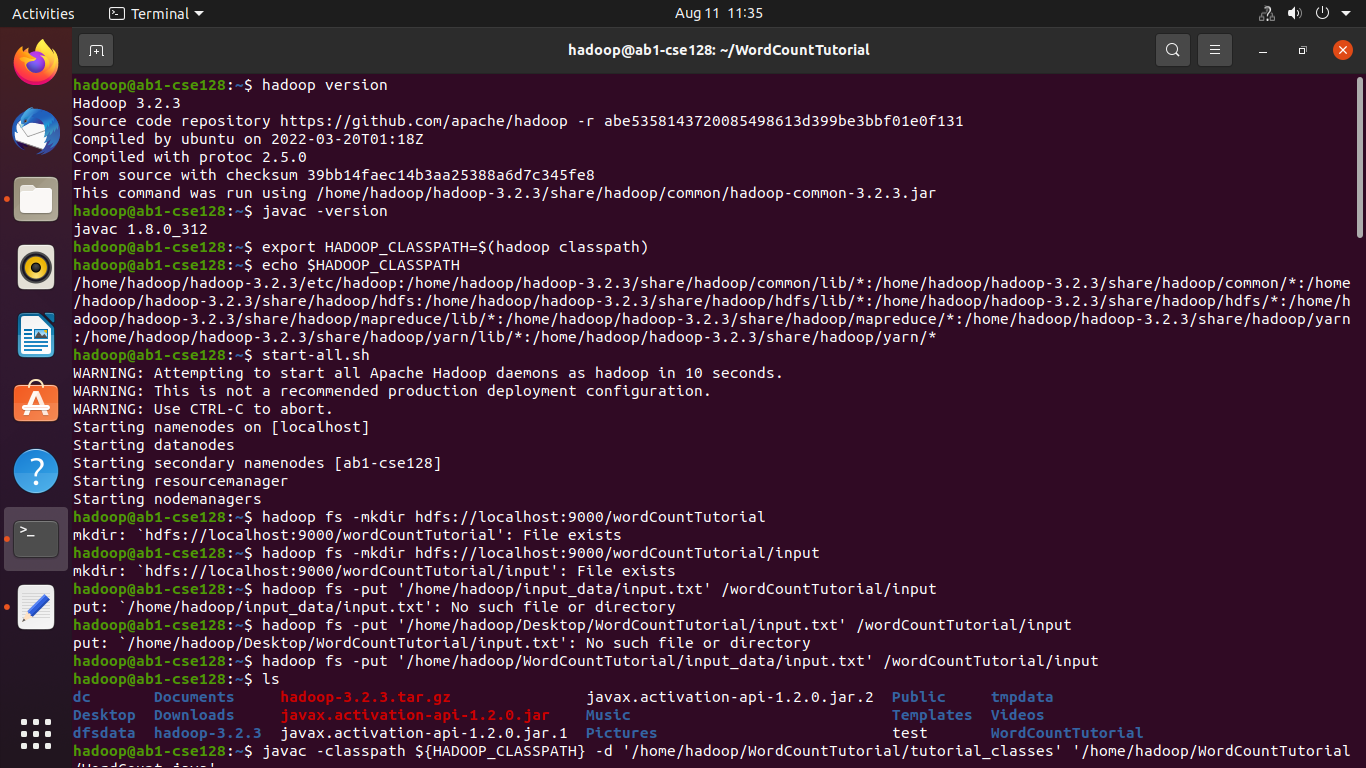 Activities
Terminal
Aug 11 11:35
hadoop@ab1-cse128: ~/WordCountTutorial
hadoop@ab1-cse128:~$ hadoop version
Hadoop 3.2.3
Source code repository https://github.com/apache/hadoop -r abe5358143720085498613d399be3bbf01e0f131
Compiled by ubuntu on 2022-03-20T01:18Z
Compiled with protoc 2.5.0
From source with checksum 39bb14faec14b3aa25388a6d7c345fe8
This command was run using /home/hadoop/hadoop-3.2.3/share/hadoop/common/hadoop-common-3.2.3.jar
hadoop@ab1-cse128:~$ javac -version
javac 1.8.0_312
hadoop@ab1-cse128:~$ export HADOOP_CLASSPATH=$(hadoop classpath)
hadoop@ab1-cse128:~$ echo $HADOOP_CLASSPATH
/home/hadoop/hadoop-3.2.3/etc/hadoop:/home/hadoop/hadoop-3.2.3/share/hadoop/common/lib/*:/home/hadoop/hadoop-3.2.3/share/hadoop/common/*:/home
/hadoop/hadoop-3.2.3/share/hadoop/hdfs:/home/hadoop/hadoop-3.2.3/share/hadoop/hdfs/lib/*:/home/hadoop/hadoop-3.2.3/share/hadoop/hdfs/*:/home/h
adoop/hadoop-3.2.3/share/hadoop/mapreduce/lib/*:/home/hadoop/hadoop-3.2.3/share/hadoop/mapreduce/*:/home/hadoop/hadoop-3.2.3/share/hadoop/yarn
:/home/hadoop/hadoop-3.2.3/share/hadoop/yarn/lib/*:/home/hadoop/hadoop-3.2.3/share/hadoop/yarn/*
hadoop@ab1-cse128:~$ start-all.sh
WARNING: Attempting to start all Apache Hadoop daemons as hadoop in 10 seconds.
WARNING: This is not a recommended production deployment configuration.
WARNING: Use CTRL-C to abort.
Starting namenodes on [localhost]
Starting datanodes
Starting secondary namenodes [ab1-cse128]
Starting resourcemanager
Starting nodemanagers
hadoop@ab1-cse128:~$ hadoop fs -mkdir hdfs://localhost:9000/wordCountTutorial
mkdir: `hdfs://localhost:9000/wordCountTutorial': File exists
hadoop@ab1-cse128:~$ hadoop fs -mkdir hdfs://localhost:9000/wordCountTutorial/input
mkdir: `hdfs://localhost:9000/wordCountTutorial/input': File exists
hadoop@ab1-cse128:~$ hadoop fs -put '/home/hadoop/input_data/input.txt' /wordCountTutorial/input
put: `/home/hadoop/input_data/input.txt': No such file or directory
hadoop@ab1-cse128:~$ hadoop fs -put '/home/hadoop/Desktop/WordCountTutorial/input.txt' /wordCountTutorial/input
put: `/home/hadoop/Desktop/WordCountTutorial/input.txt': No such file or directory
hadoop@ab1-cse128:~$ hadoop fs -put '/home/hadoop/WordCountTutorial/input_data/input.txt' /wordCountTutorial/input
hadoop@ab1-cse128:~$ ls
dc Documents hadoop-3.2.3.tar.gz javax.activation-api-1.2.0.jar.2 Public tmpdata
Desktop Downloads javax.activation-api-1.2.0.jar Music Templates Videos
dfsdata hadoop-3.2.3 javax.activation-api-1.2.0.jar.1 Pictures test WordCountTutorial
hadoop@ab1-cse128:~$ javac -classpath ${HADOOP_CLASSPATH} -d '/home/hadoop/WordCountTutorial/tutorial_classes' '/home/hadoop/WordCountTutorial
/WordCount.java'